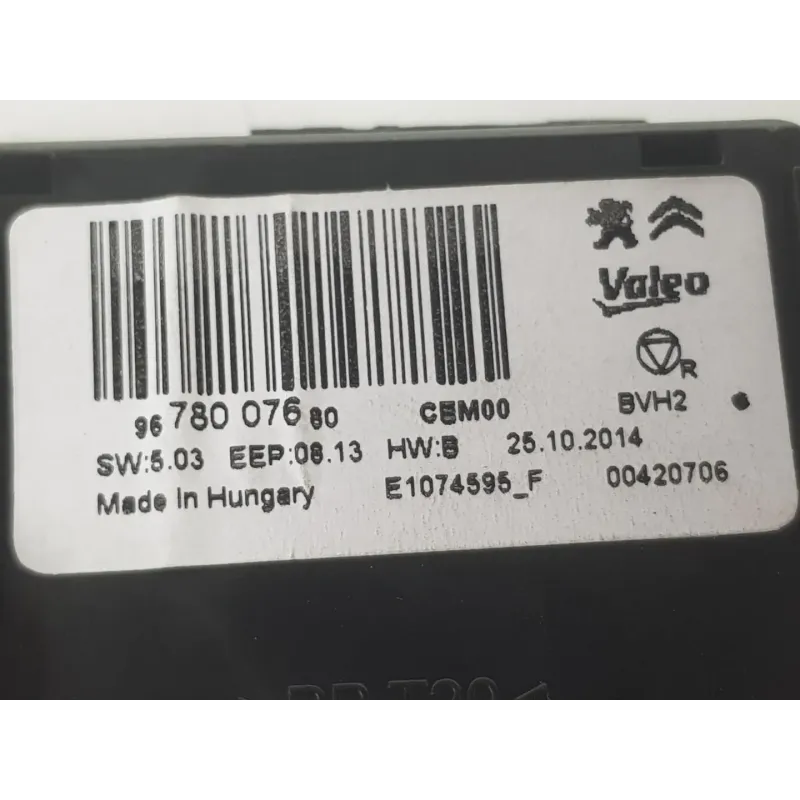 Valeo
R
96 780 076 80 CEM00 BVH2
SW:5.03 EEP:08.13 HW:B 25.10.2014
Made in Hungary E1074595_F 00420706